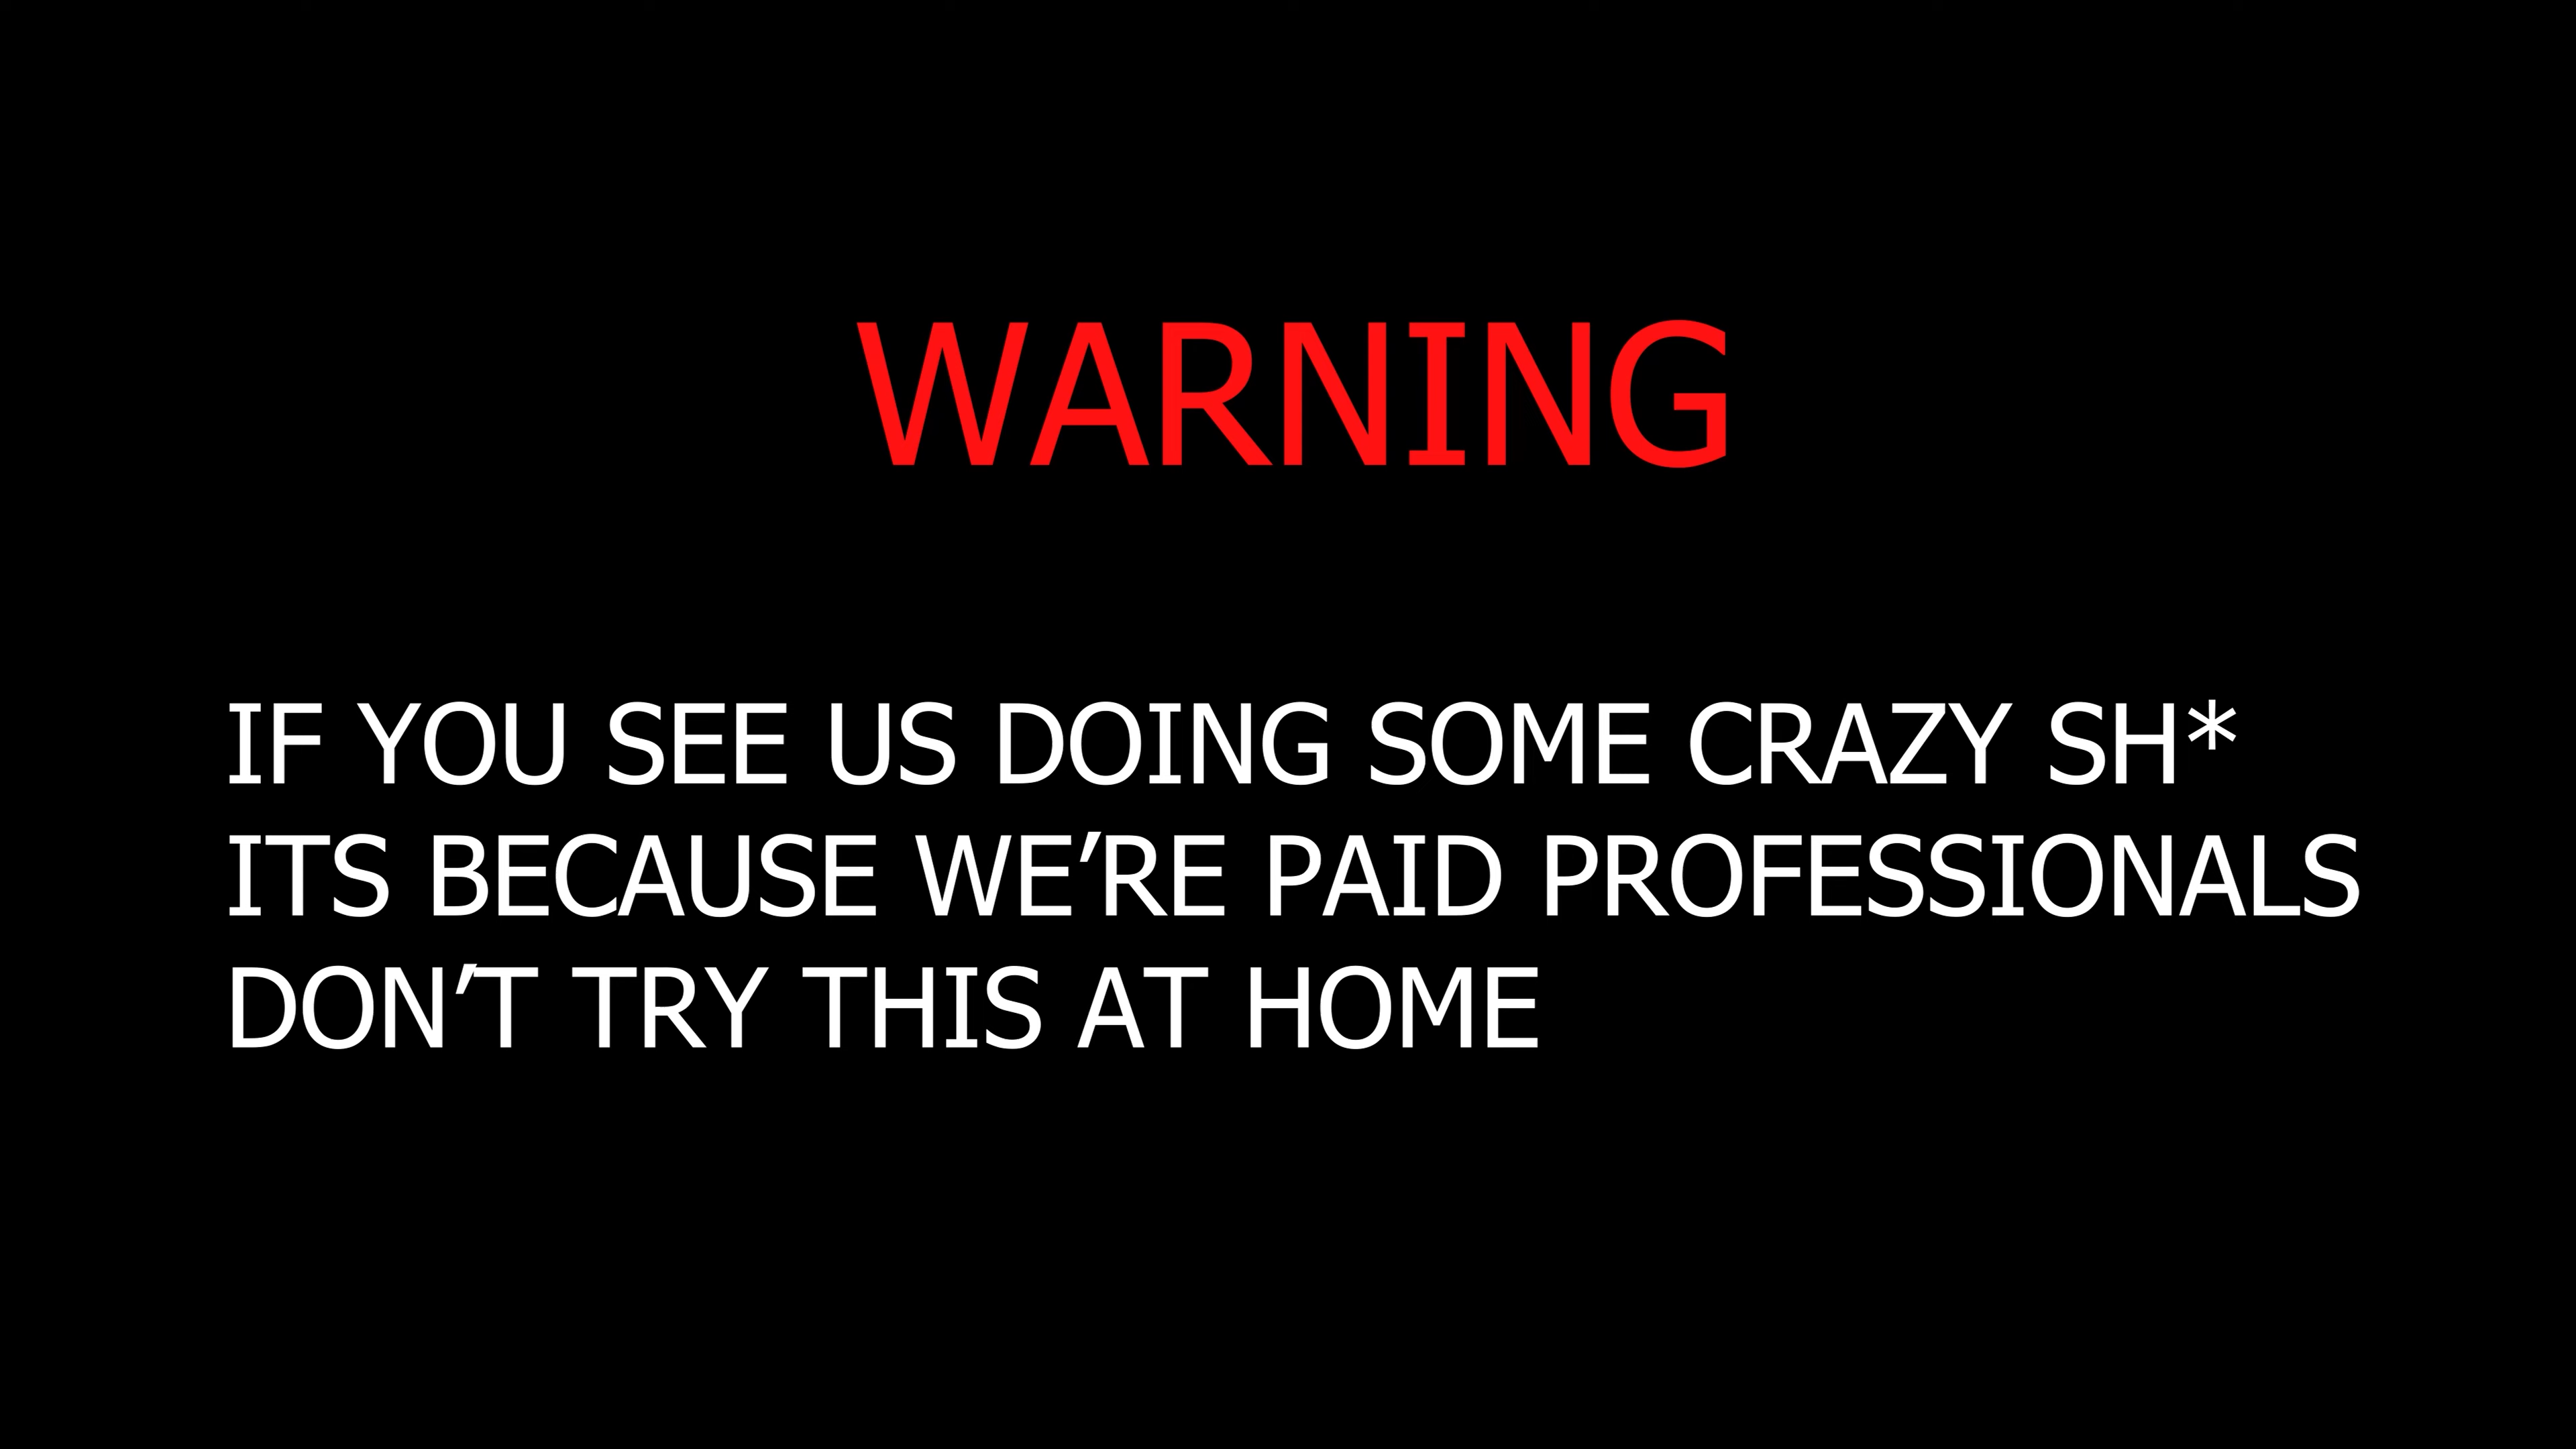 WARNING
IF YOU SEE US DOING SOME CRAZY SH*
ITS BECAUSE WE’RE PAID PROFESSIONALS
DON’T TRY THIS AT HOME